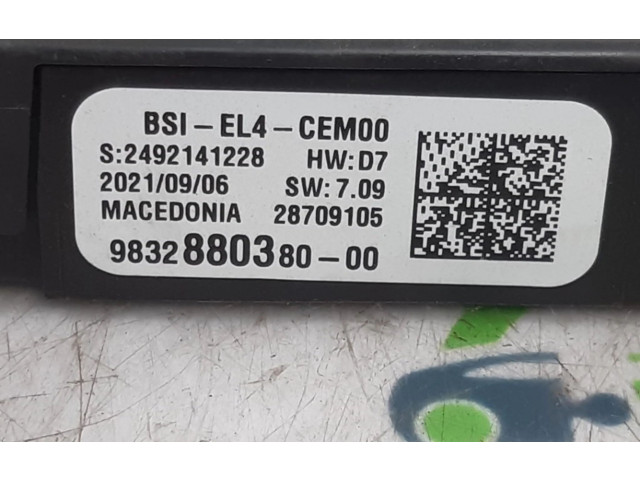 BSI-EL4-CEM00
S:2492141228 HW:D7
2021/09/06 SW:7.09
MACEDONIA 28709105
9832880380-00